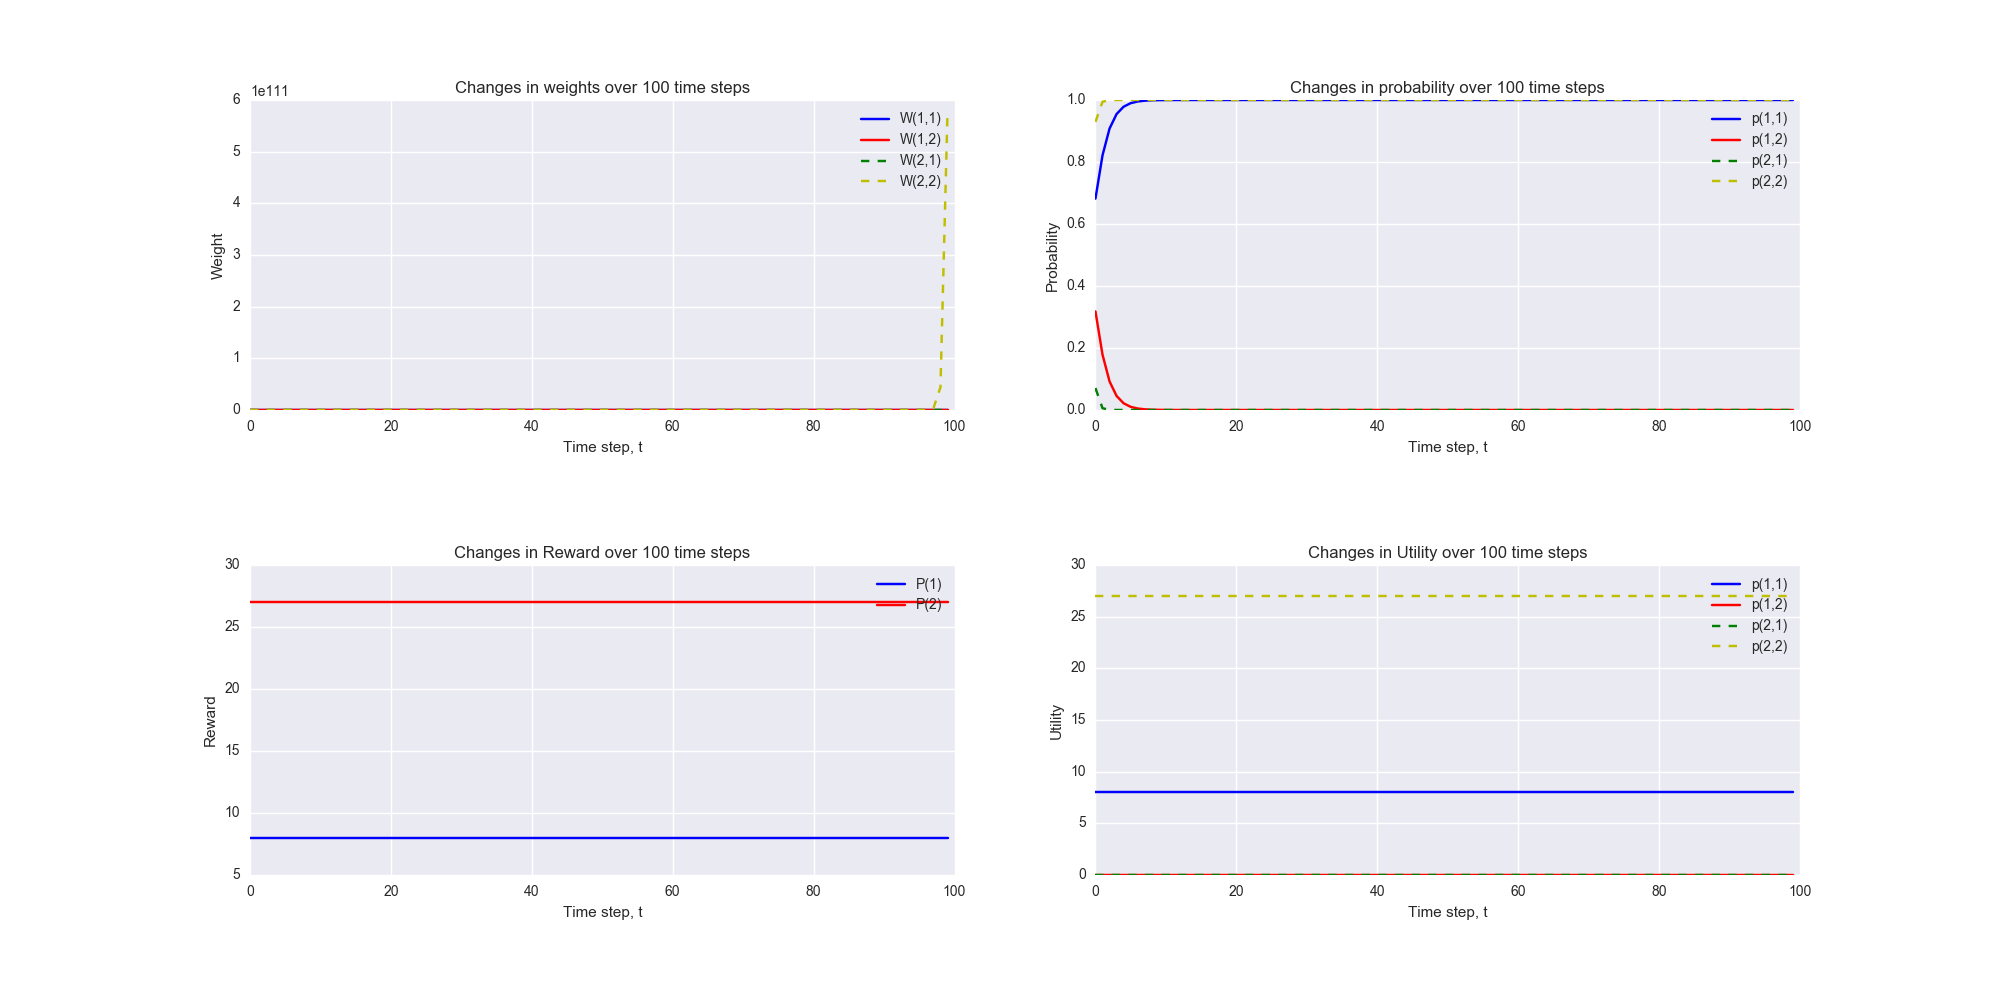 Changes in weights over 100 time steps
1e111
6
5
4
3
2
1
0
Weight
0 20 40 60 80 100
Time step, t
W(1,1)
W(1,2)
W(2,1)
W(2,2)
Changes in probability over 100 time steps
1.0
0.8
0.6
0.4
0.2
0.0
Probability
0 20 40 60 80 100
Time step, t
p(1,1)
p(1,2)
p(2,1)
p(2,2)
Changes in Reward over 100 time steps
30
25
20
15
10
5
Reward
0 20 40 60 80 100
Time step, t
P(1)
P(2)
Changes in Utility over 100 time steps
30
25
20
15
10
5
0
Utility
0 20 40 60 80 100
Time step, t
p(1,1)
p(1,2)
p(2,1)
p(2,2)